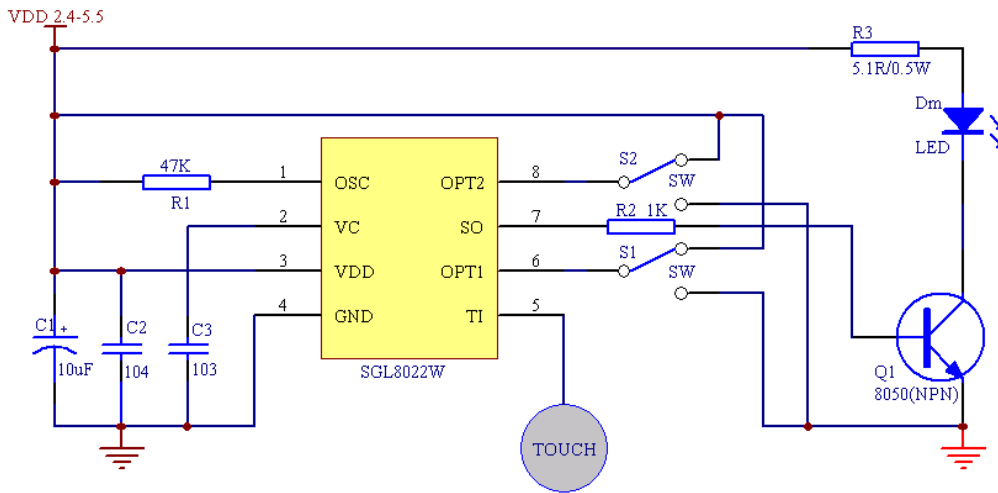 VDD 2.4-5.5
R3
5.1R/0.5W
Dm
LED
47K
R1
1
OSC
OPT2
8
S2
SW
2
VC
SO
7
R2 1K
3
VDD
OPT1
6
S1
SW
4
GND
TI
5
C1
+
10uF
C2
104
C3
103
SGL8022W
Q1
8050(NPN)
TOUCH